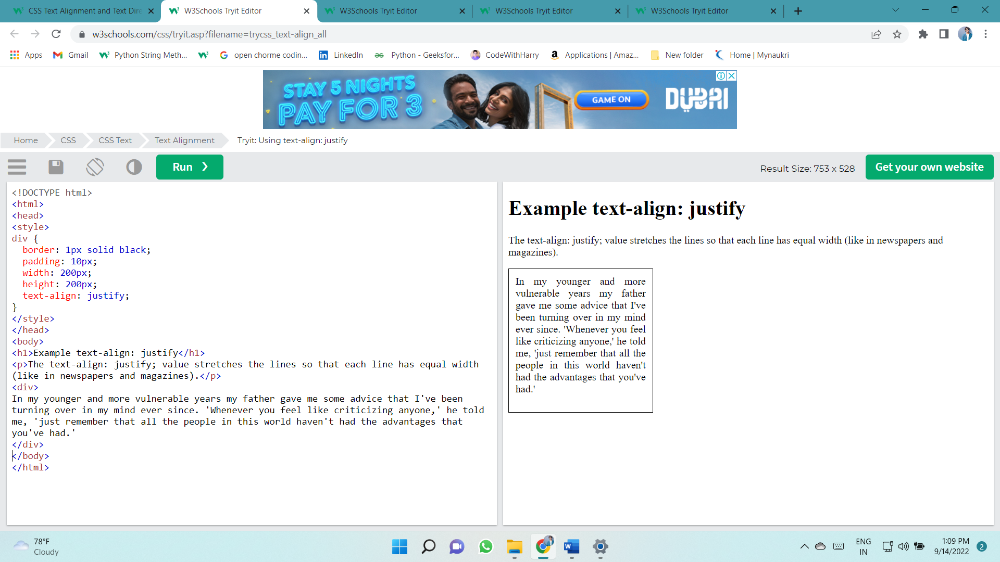 CSS Text Alignment and Text Dire
W3Schools Tryit Editor
W3Schools Tryit Editor
W3Schools Tryit Editor
W3Schools Tryit Editor
w3schools.com/css/tryit.asp?filename=trycss_text-align_all
Apps
Gmail
Python String Meth...
open chorme codin...
LinkedIn
Python - Geeksfor...
CodeWithHarry
Applications | Amaz...
New folder
Home | Mynaukri
STAY 5 NIGHTS
PAY FOR 3
GAME ON
DUBAI
Home
CSS
CSS Text
Text Alignment
Tryit: Using text-align: justify
Run ❯
Result Size: 753 x 528
Get your own website
<!DOCTYPE html>
<html>
<head>
<style>
div {
  border: 1px solid black;
  padding: 10px;
  width: 200px;
  height: 200px;
  text-align: justify;
}
</style>
</head>
<body>
<h1>Example text-align: justify</h1>
<p>The text-align: justify; value stretches the lines so that each line has equal width
(like in newspapers and magazines).</p>
<div>
In my younger and more vulnerable years my father gave me some advice that I've been
turning over in my mind ever since. 'Whenever you feel like criticizing anyone,' he told
me, 'just remember that all the people in this world haven't had the advantages that
you've had.'
</div>
</body>
</html>
Example text-align: justify
The text-align: justify; value stretches the lines so that each line has equal width (like in newspapers and
magazines).
In my younger and more
vulnerable years my father
gave me some advice that I've
been turning over in my mind
ever since. 'Whenever you feel
like criticizing anyone,' he told
me, 'just remember that all the
people in this world haven't
had the advantages that you've
had.'
78°F
Cloudy
ENG
IN
1:09 PM
9/14/2022
2